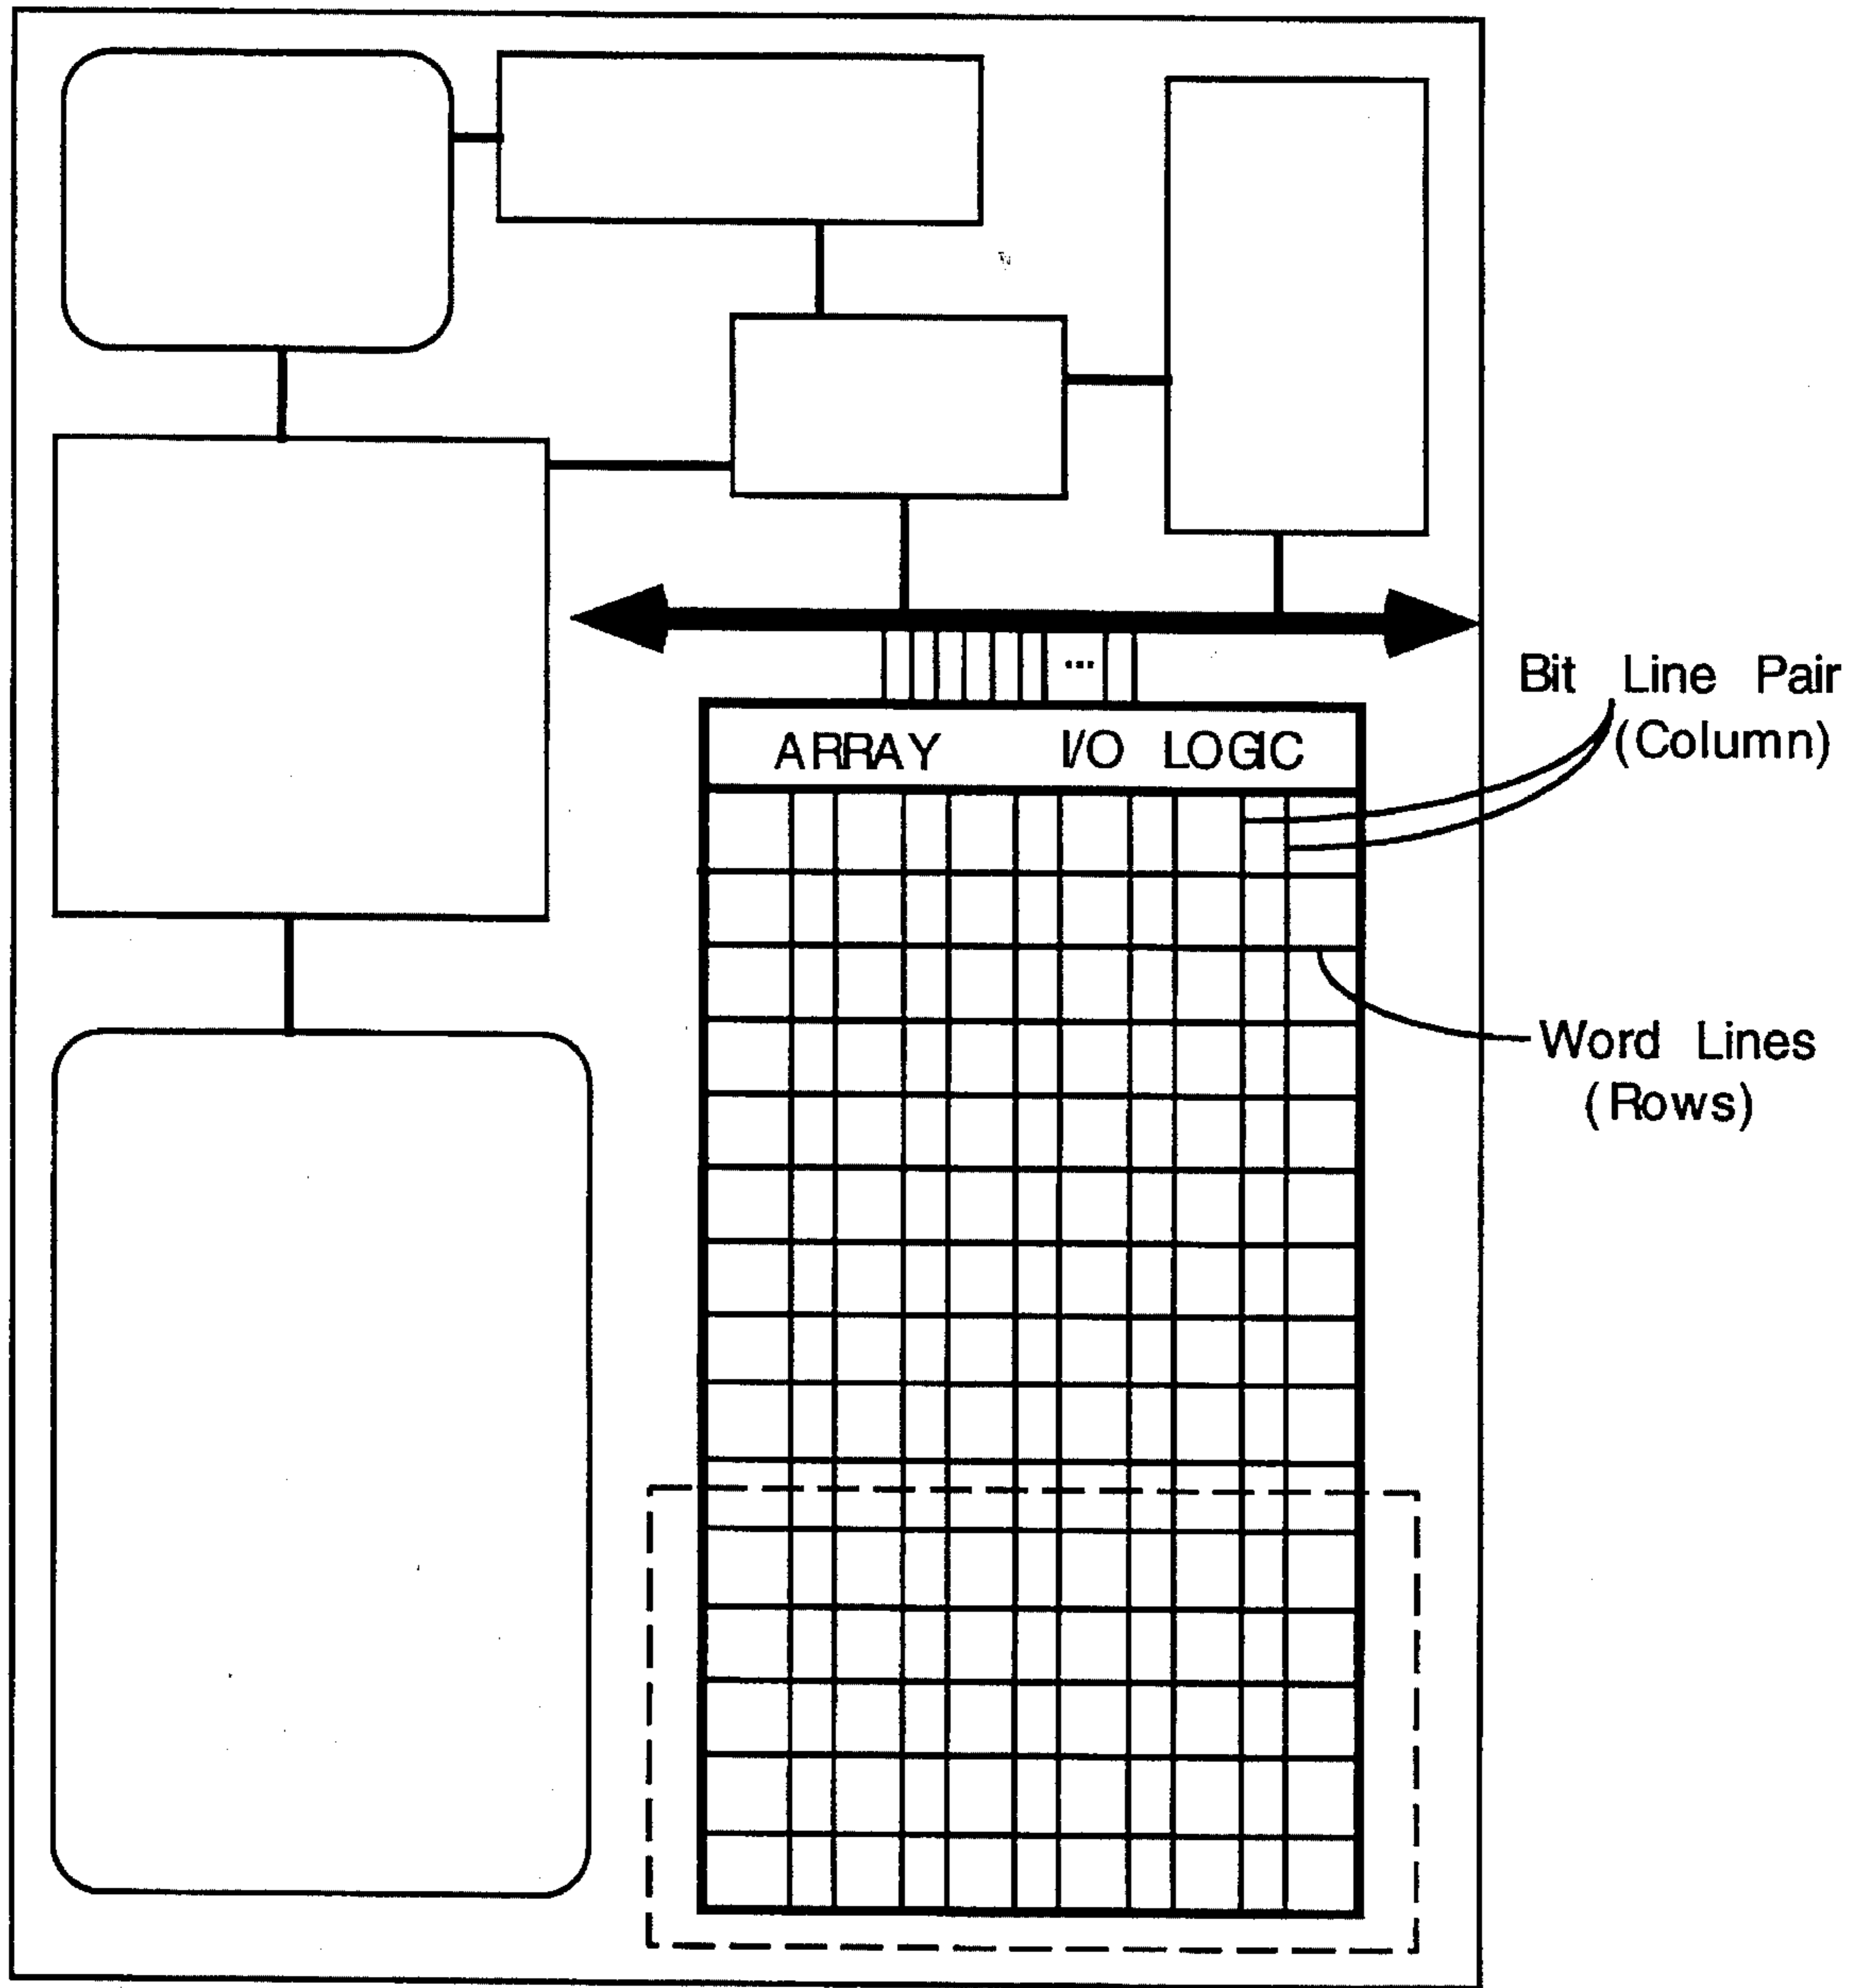 Bit Line Pair
(Column)
...
ARRAY I/O LOGIC
Word Lines
(Rows)